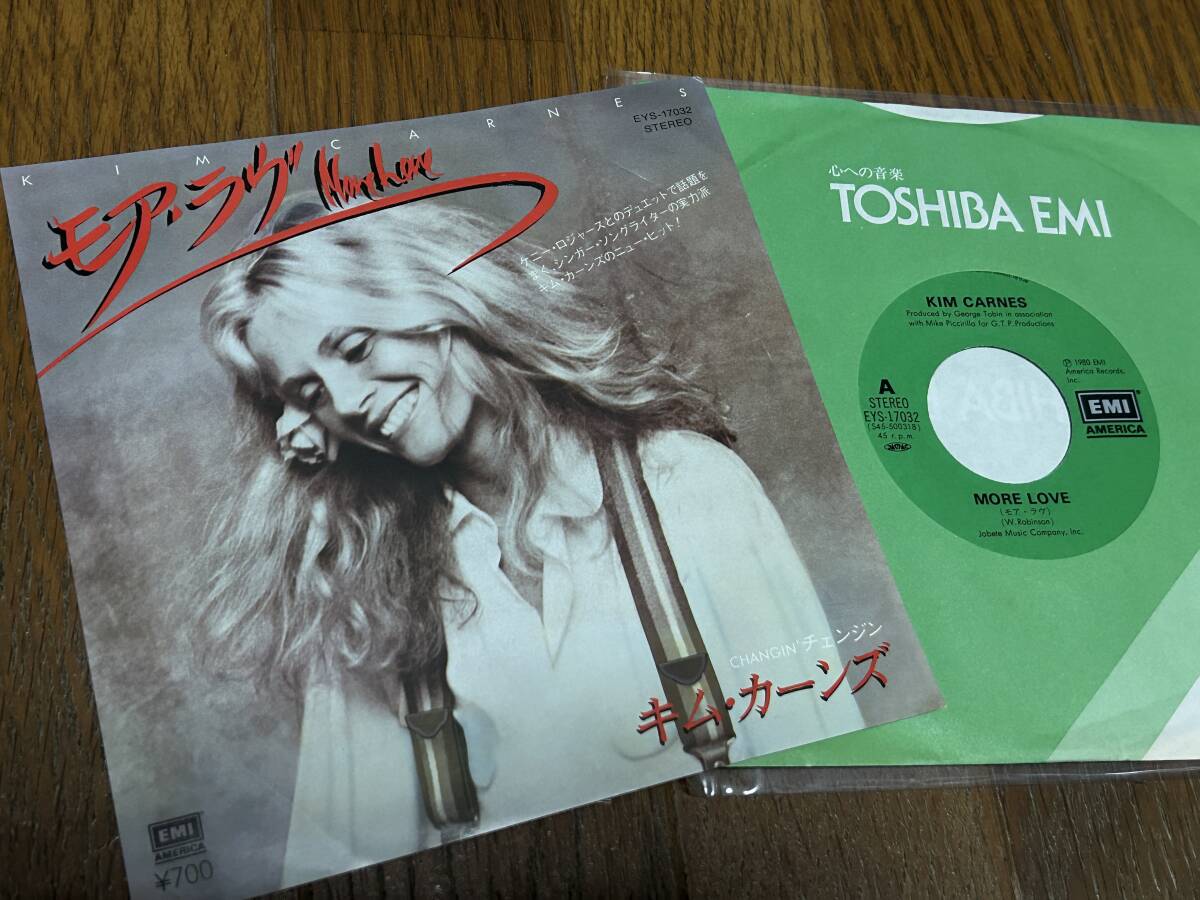 KIM CARNES
EYS-17032
STEREO
モア・ラヴ More Love
ケニー・ロジャースとのデュエットで話題を
まくシンガー・ソングライターの実力派
キム・カーンズのニュー・ヒット!
CHANGIN' チェンジン
キム・カーンズ
EMI
AMERICA
¥700
心への音楽
TOSHIBA EMI
KIM CARNES
Produced by George Tobin in association
with Mike Piccirillo for G.T.P. Productions
℗ 1980 EMI
America Records,
Inc.
A
STEREO
EYS-17032
(S45-500318)
45 r.p.m.
EMI
AMERICA
MORE LOVE
(モア・ラヴ)
(W.Robinson)
Jobete Music Company, Inc.